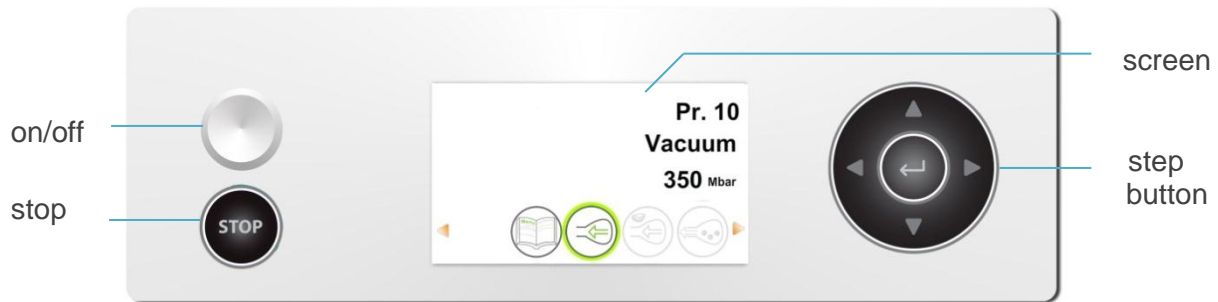 screen
Pr. 10
on/off
Vacuum
step
button
350 Mbar
stop
STOP